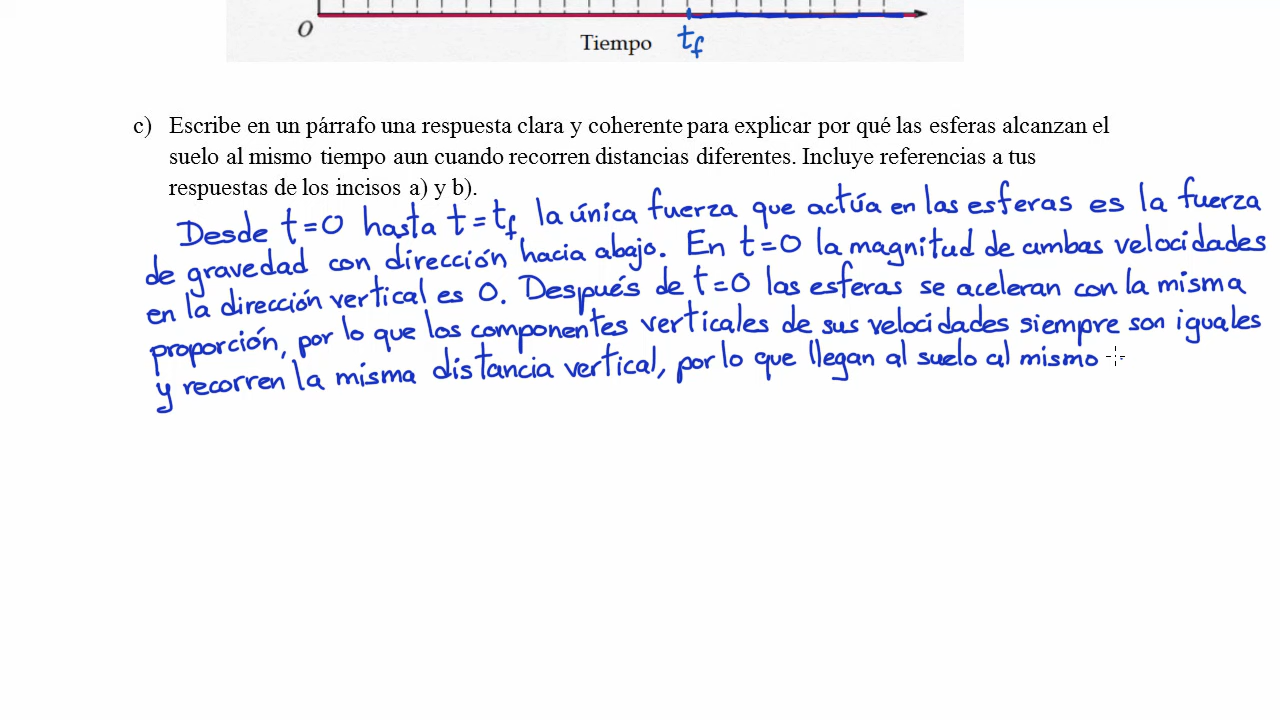 O
Tiempo tf
c) Escribe en un párrafo una respuesta clara y coherente para explicar por qué las esferas alcanzan el
suelo al mismo tiempo aun cuando recorren distancias diferentes. Incluye referencias a tus
respuestas de los incisos a) y b).
Desde t=0 hasta t=tf la única fuerza que actúa en las esferas es la fuerza
de gravedad con dirección hacia abajo. En t=0 la magnitud de ambas velocidades
en la dirección vertical es 0. Después de t=0 las esferas se aceleran con la misma
proporción, por lo que los componentes verticales de sus velocidades siempre son iguales
y recorren la misma distancia vertical, por lo que llegan al suelo al mismo